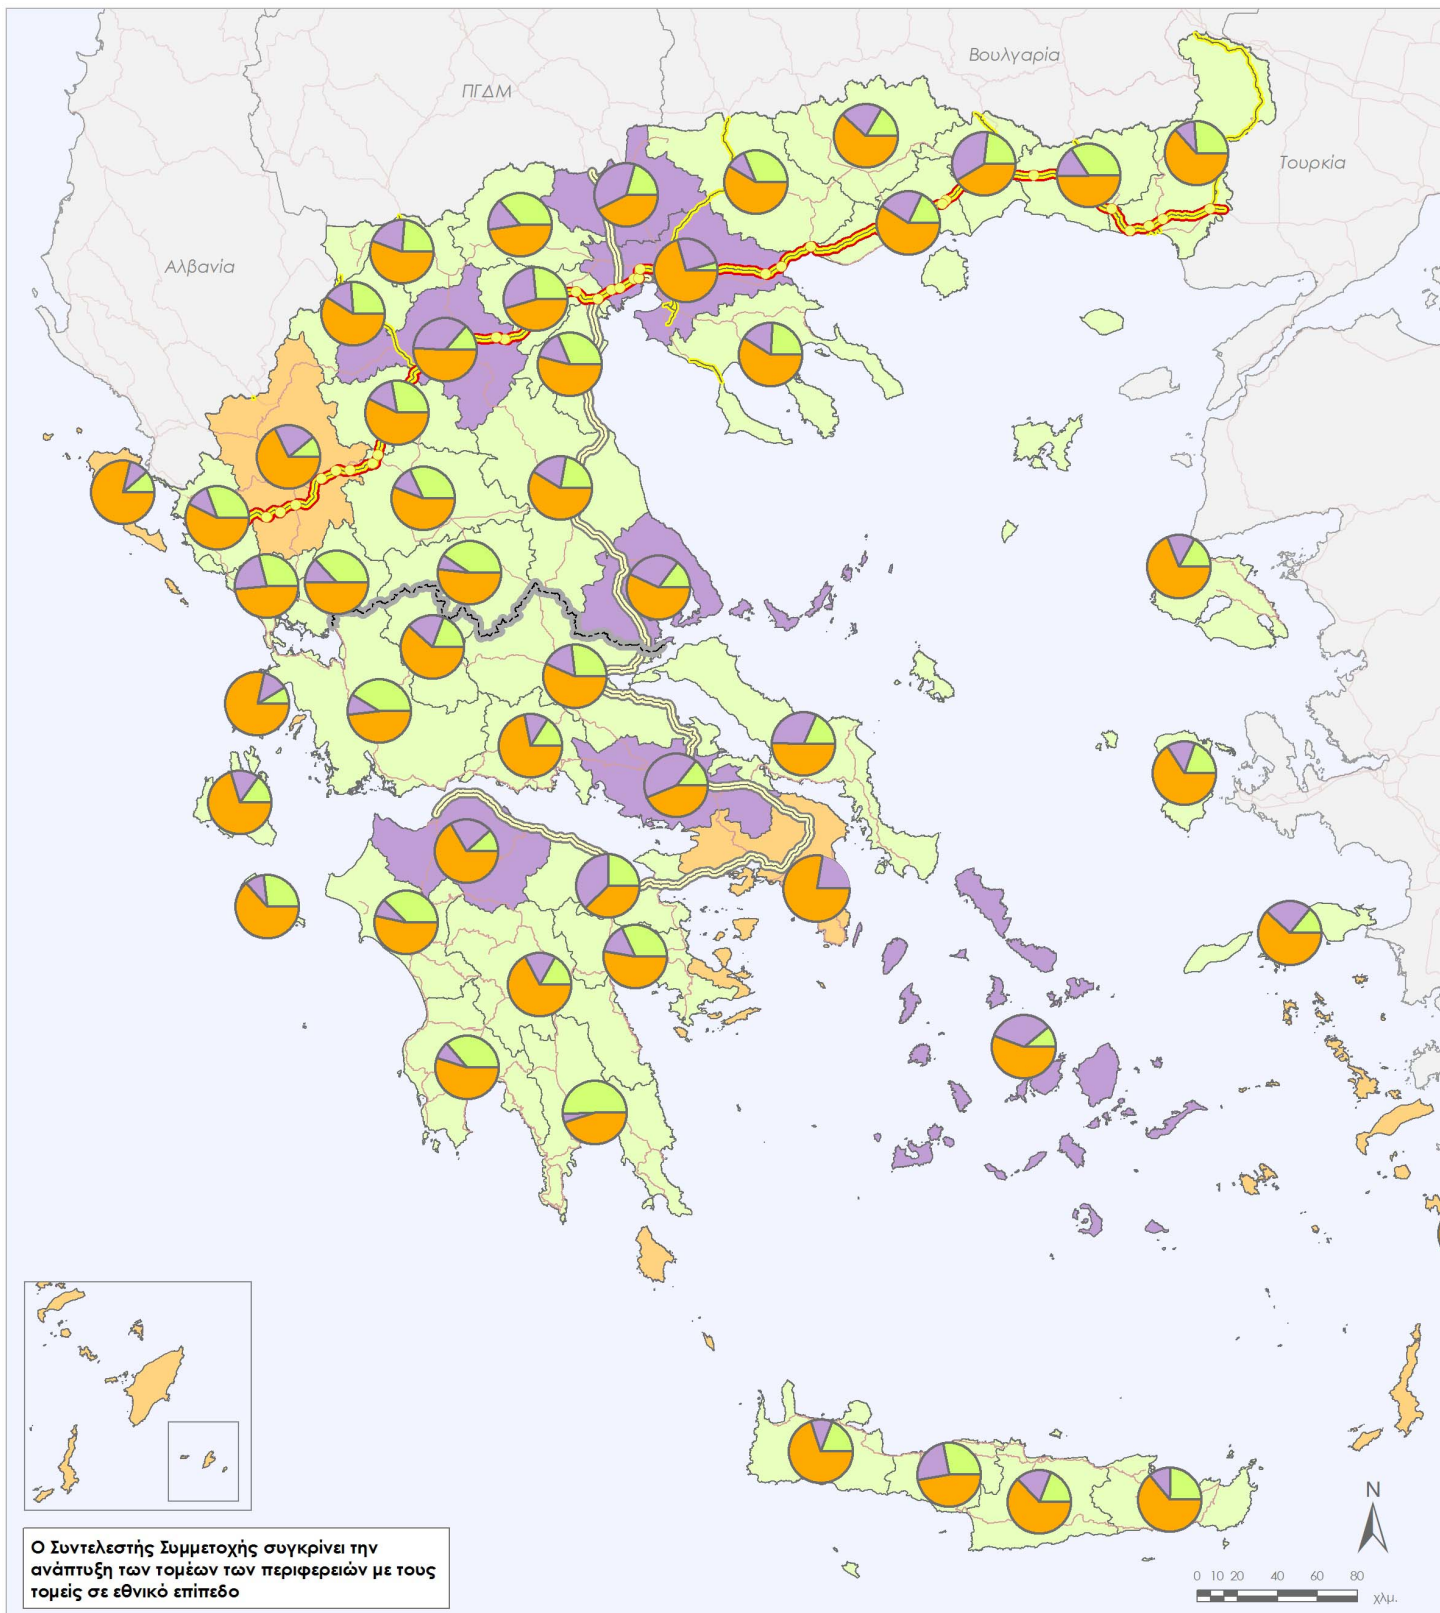 Βουλγαρία
ΠΓΔΜ
Τουρκία
Αλβανία
N
Ο Συντελεστής Συμμετοχής συγκρίνει την
ανάπτυξη των τομέων των περιφερειών με τους
τομείς σε εθνικό επίπεδο
0 10 20 40 60 80
χλμ.